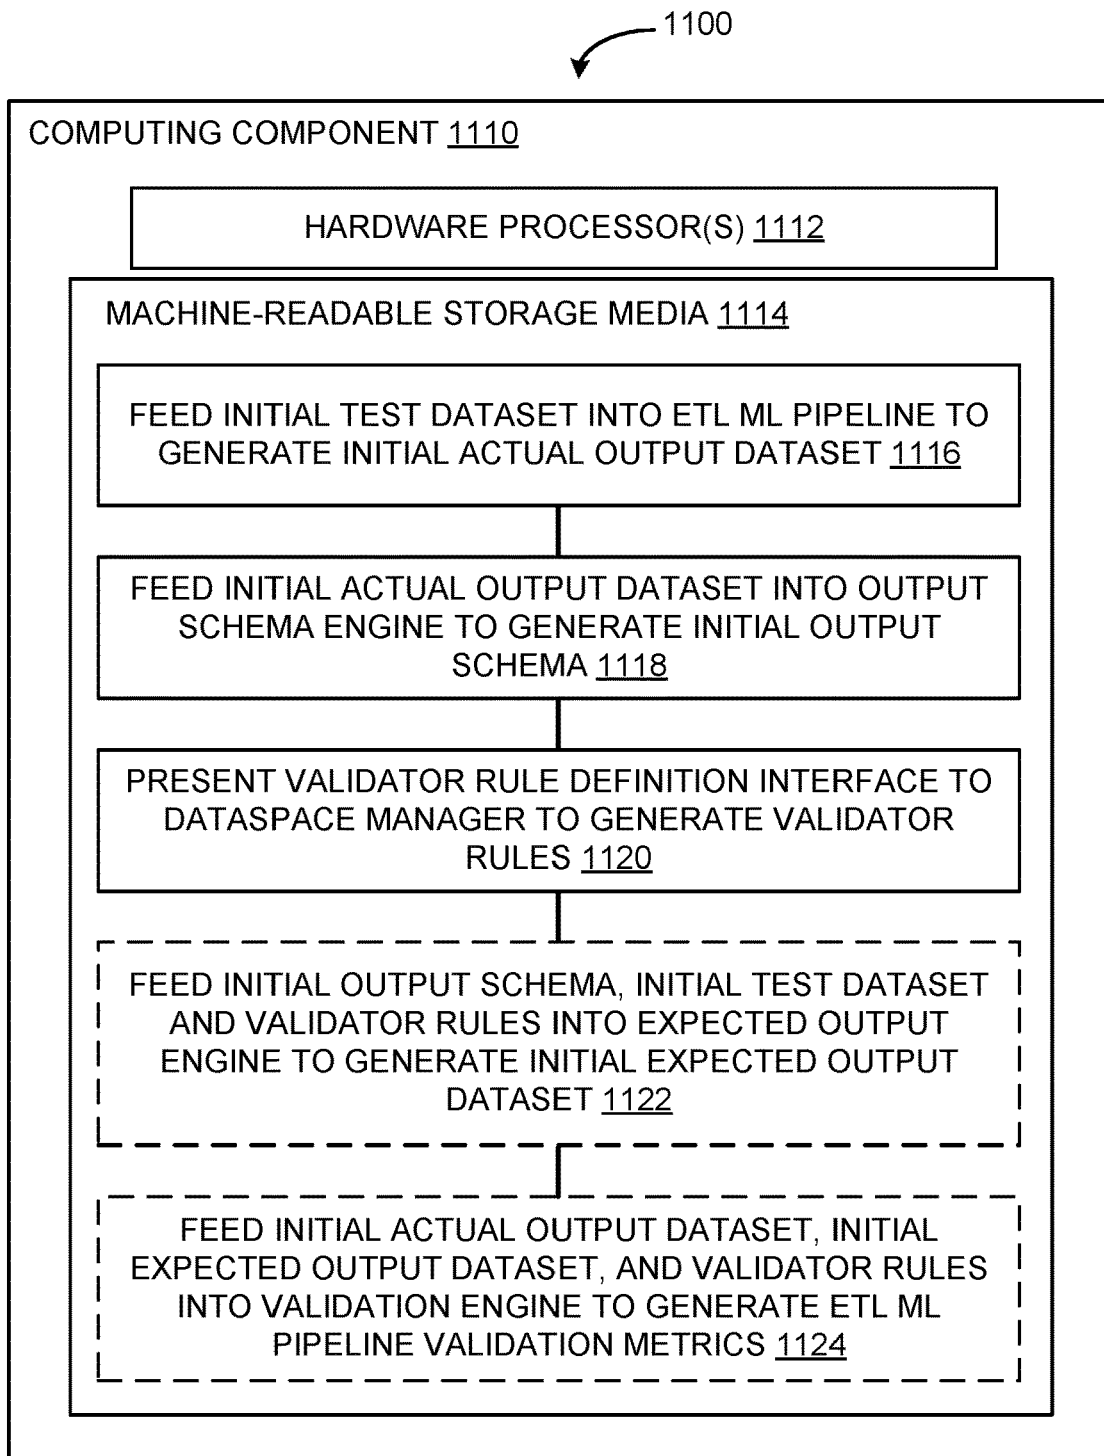 1100
COMPUTING COMPONENT 1110
HARDWARE PROCESSOR(S) 1112
MACHINE-READABLE STORAGE MEDIA 1114
FEED INITIAL TEST DATASET INTO ETL ML PIPELINE TO
GENERATE INITIAL ACTUAL OUTPUT DATASET 1116
FEED INITIAL ACTUAL OUTPUT DATASET INTO OUTPUT
SCHEMA ENGINE TO GENERATE INITIAL OUTPUT
SCHEMA 1118
PRESENT VALIDATOR RULE DEFINITION INTERFACE TO
DATASPACE MANAGER TO GENERATE VALIDATOR
RULES 1120
FEED INITIAL OUTPUT SCHEMA, INITIAL TEST DATASET
AND VALIDATOR RULES INTO EXPECTED OUTPUT
ENGINE TO GENERATE INITIAL EXPECTED OUTPUT
DATASET 1122
FEED INITIAL ACTUAL OUTPUT DATASET, INITIAL
EXPECTED OUTPUT DATASET, AND VALIDATOR RULES
INTO VALIDATION ENGINE TO GENERATE ETL ML
PIPELINE VALIDATION METRICS 1124